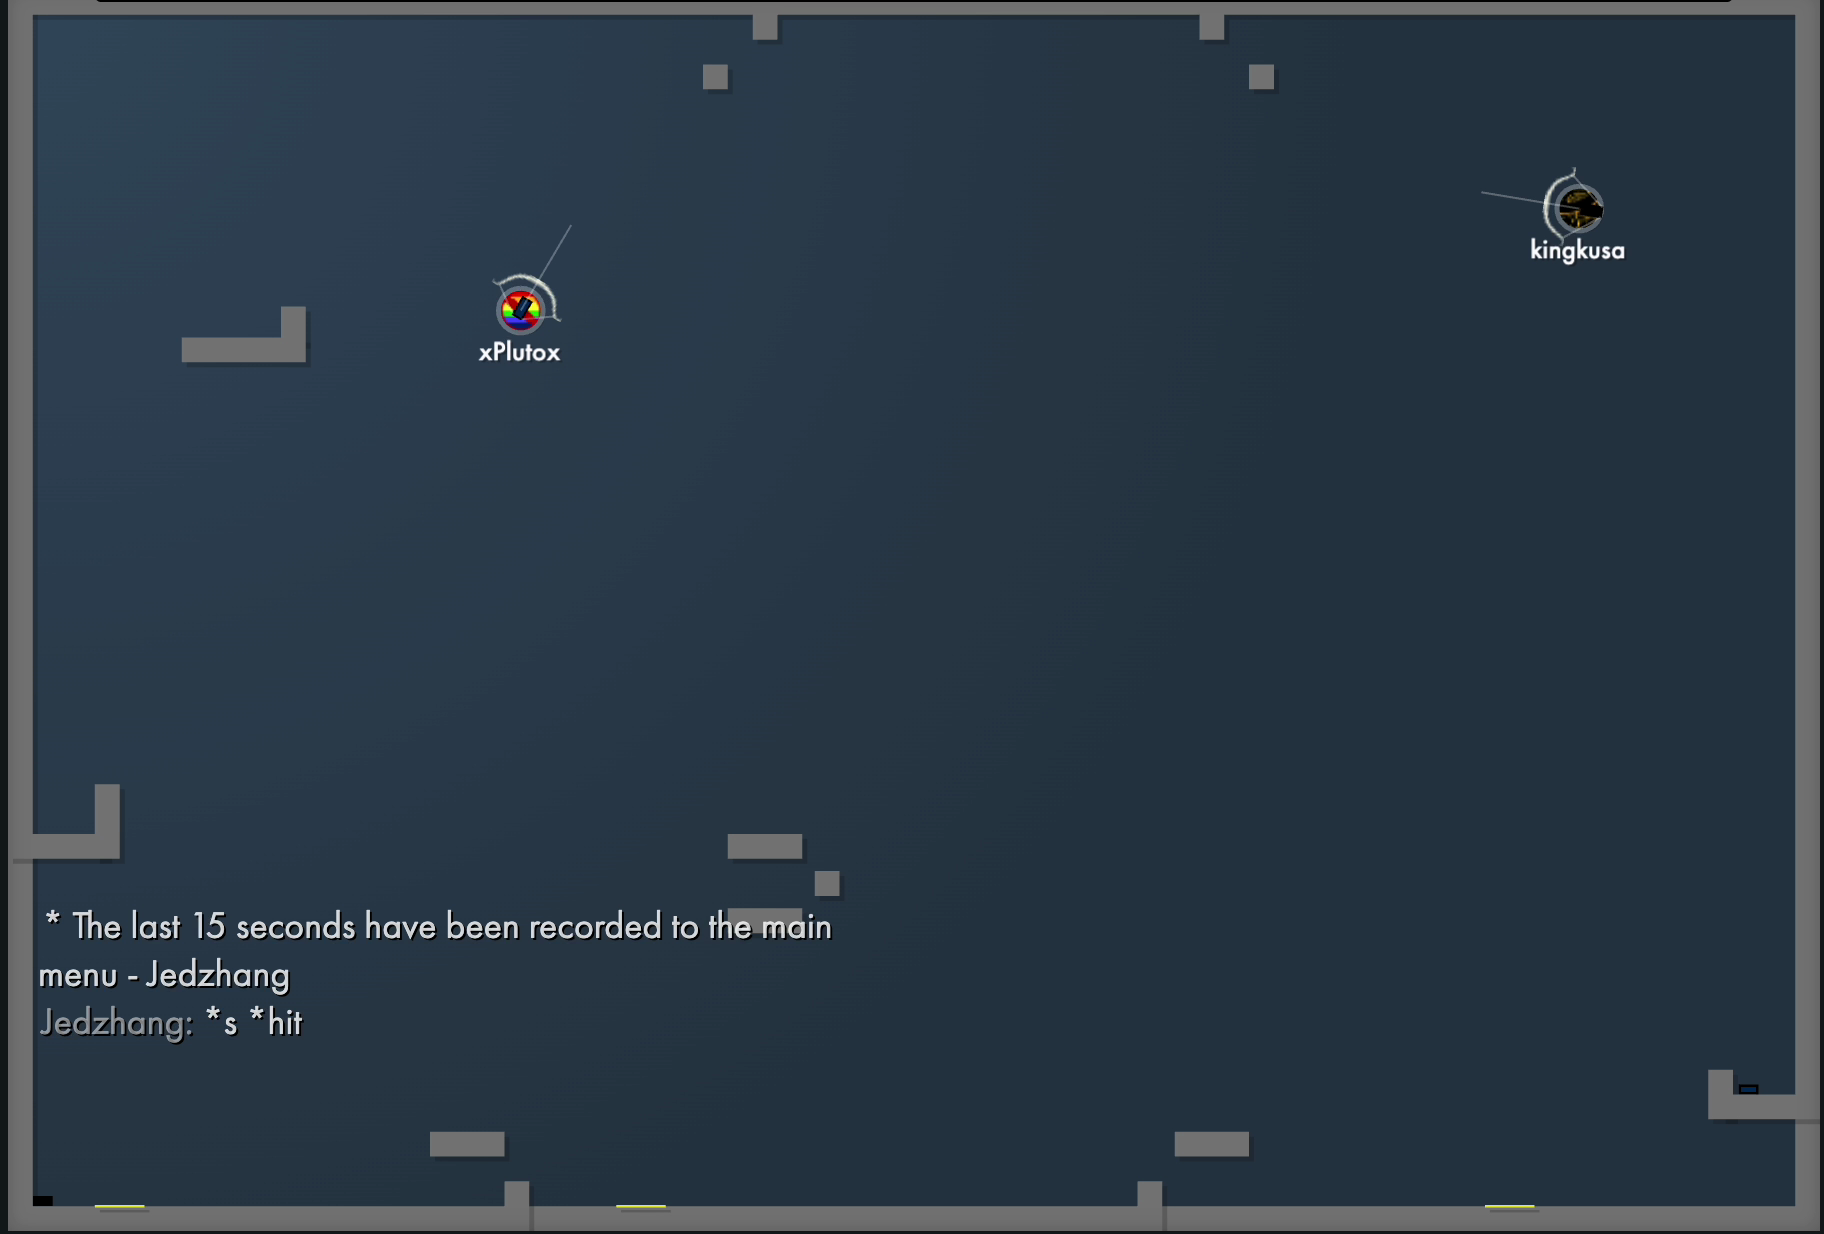 kingkusa
xPlutox
* The last 15 seconds have been recorded to the main
menu - Jedzhang
Jedzhang: *s *hit